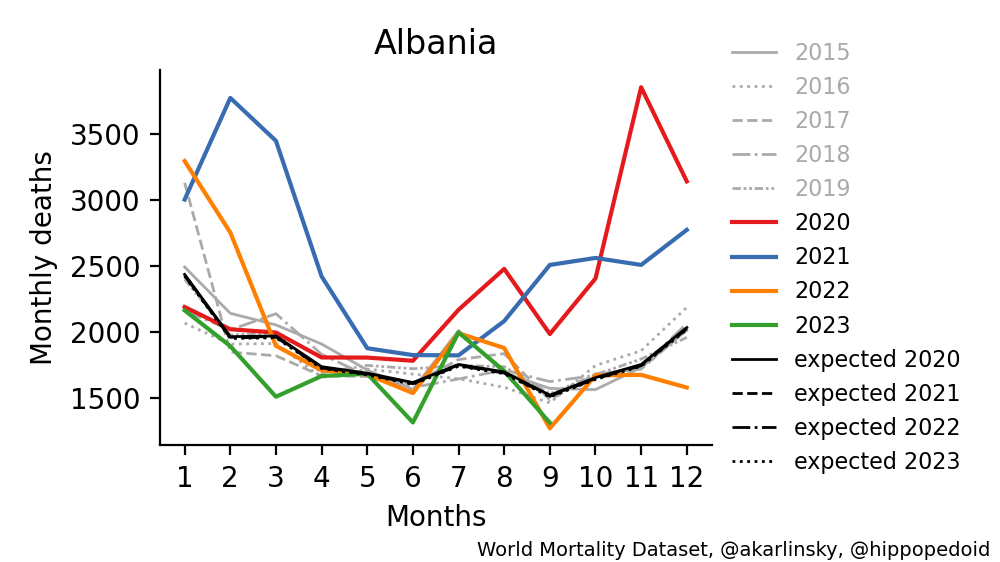 Albania
Monthly deaths
3500
3000
2500
2000
1500
1 2 3 4 5 6 7 8 9 10 11 12
Months
2015
2016
2017
2018
2019
2020
2021
2022
2023
expected 2020
expected 2021
expected 2022
expected 2023
World Mortality Dataset, @akarlinsky, @hippopedoid